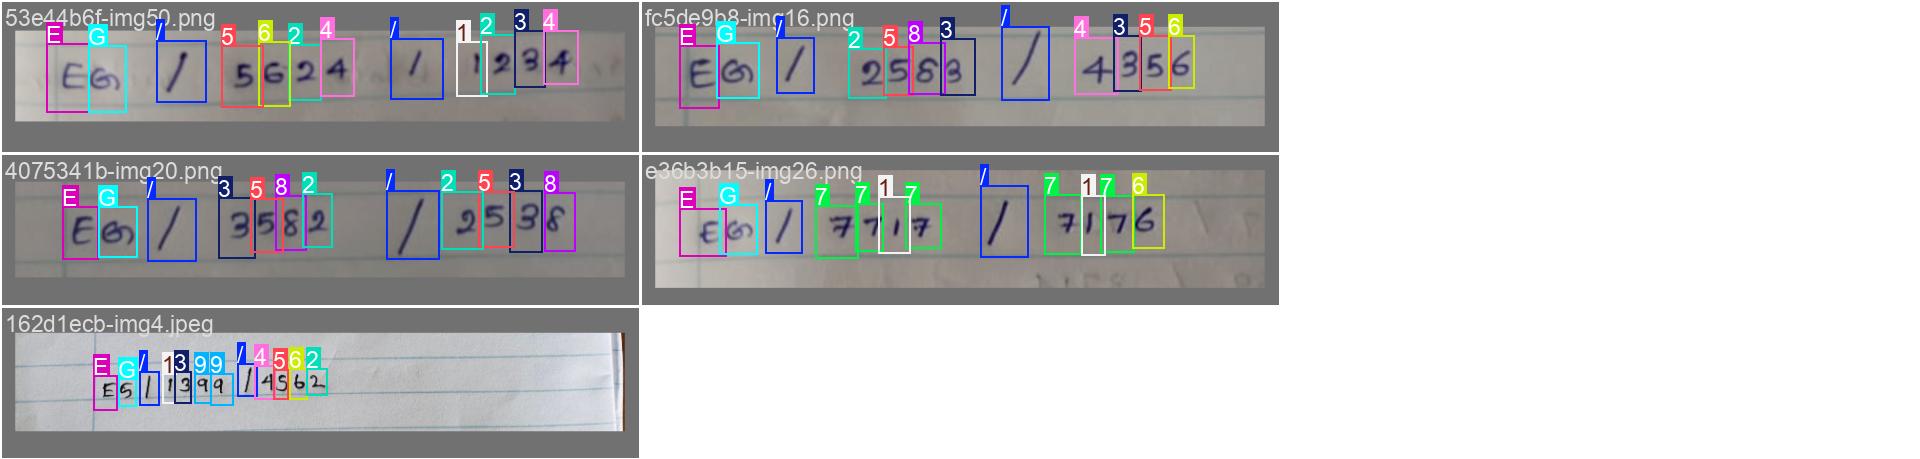 53e44b6f-img50.png
E G / 5 6 2 4 / 1 2 3 4
EG / 5624 / 1234
fc5de9b8-img16.png
E G / 2 5 8 3 / 4 3 5 6
EG / 2583 / 4356
4075341b-img20.png
E G / 3 5 8 2 / 2 5 3 8
EG / 3582 / 2538
e36b3b15-img26.png
E G / 7 7 1 7 / 7 1 7 6
EG / 7717 / 7176
162d1ecb-img4.jpeg
E G / 1 3 9 9 / 4 5 6 2
EG/1399/4562